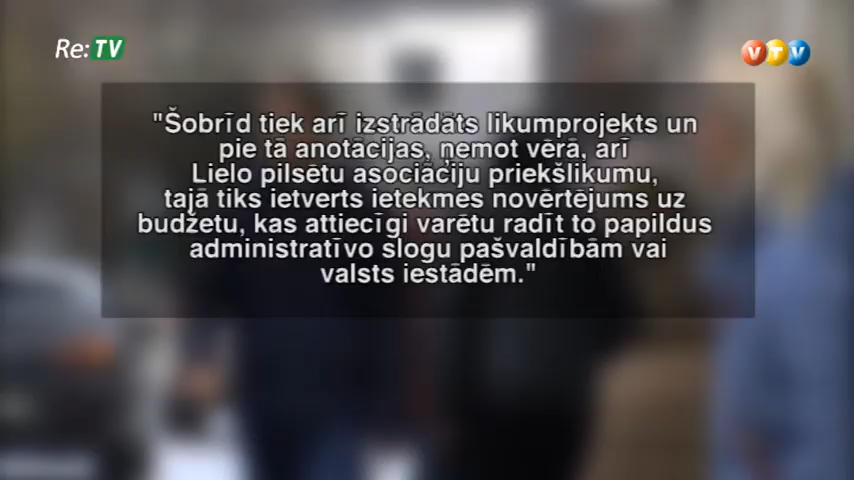 Re:TV
VTV
"Šobrīd tiek arī izstrādāts likumprojekts un
pie tā anotācijas, ņemot vērā, arī
Lielo pilsētu asociāciju priekšlikumu,
tajā tiks ietverts ietekmes novērtējums uz
budžetu, kas attiecīgi varētu radīt to papildus
administratīvo slogu pašvaldībām vai
valsts iestādēm."